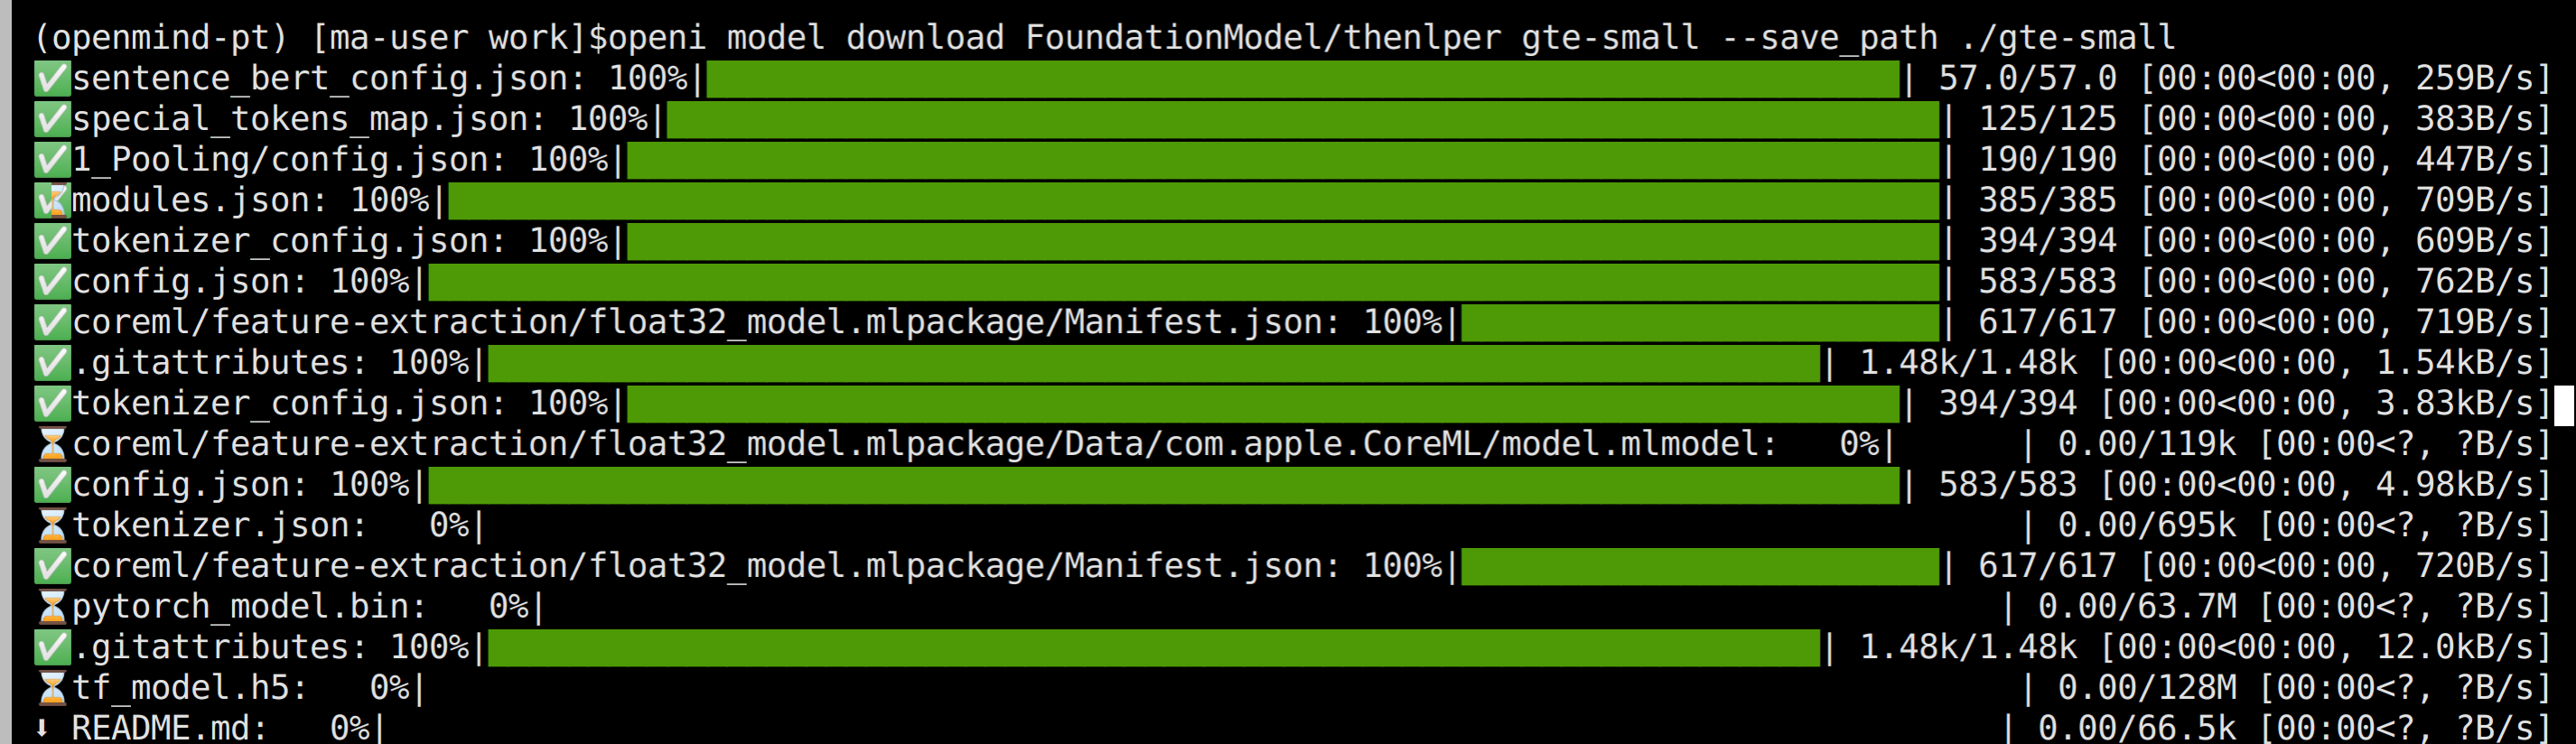 (openmind-pt) [ma-user work]$openi model download FoundationModel/thenlper gte-small --save_path ./gte-small
✅sentence_bert_config.json: 100%| | 57.0/57.0 [00:00<00:00, 259B/s]
✅special_tokens_map.json: 100%| | 125/125 [00:00<00:00, 383B/s]
✅1_Pooling/config.json: 100%| | 190/190 [00:00<00:00, 447B/s]
✅modules.json: 100%| | 385/385 [00:00<00:00, 709B/s]
✅tokenizer_config.json: 100%| | 394/394 [00:00<00:00, 609B/s]
✅config.json: 100%| | 583/583 [00:00<00:00, 762B/s]
✅coreml/feature-extraction/float32_model.mlpackage/Manifest.json: 100%| | 617/617 [00:00<00:00, 719B/s]
✅.gitattributes: 100%| | 1.48k/1.48k [00:00<00:00, 1.54kB/s]
✅tokenizer_config.json: 100%| | 394/394 [00:00<00:00, 3.83kB/s]
⌛coreml/feature-extraction/float32_model.mlpackage/Data/com.apple.CoreML/model.mlmodel:   0%| | 0.00/119k [00:00<?, ?B/s]
✅config.json: 100%| | 583/583 [00:00<00:00, 4.98kB/s]
⌛tokenizer.json:   0%| | 0.00/695k [00:00<?, ?B/s]
✅coreml/feature-extraction/float32_model.mlpackage/Manifest.json: 100%| | 617/617 [00:00<00:00, 720B/s]
⌛pytorch_model.bin:   0%| | 0.00/63.7M [00:00<?, ?B/s]
✅.gitattributes: 100%| | 1.48k/1.48k [00:00<00:00, 12.0kB/s]
⌛tf_model.h5:   0%| | 0.00/128M [00:00<?, ?B/s]
⬇ README.md:   0%| | 0.00/66.5k [00:00<?, ?B/s]